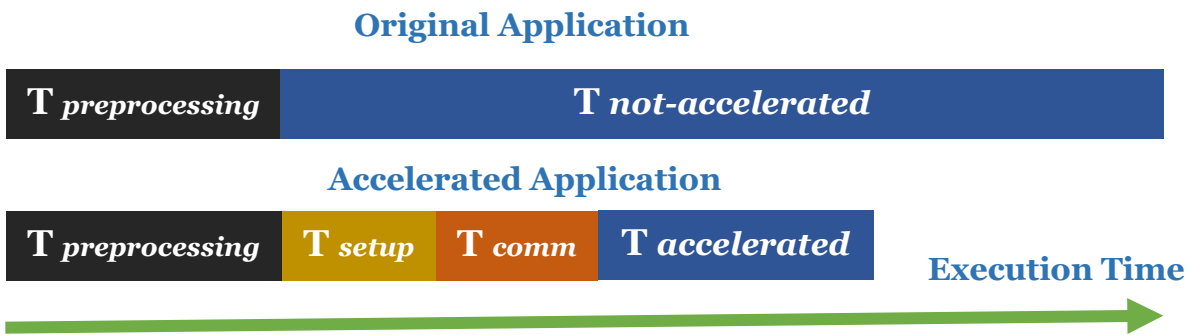 Original Application
T preprocessing T not-accelerated
Accelerated Application
T preprocessing T setup T comm T accelerated
Execution Time